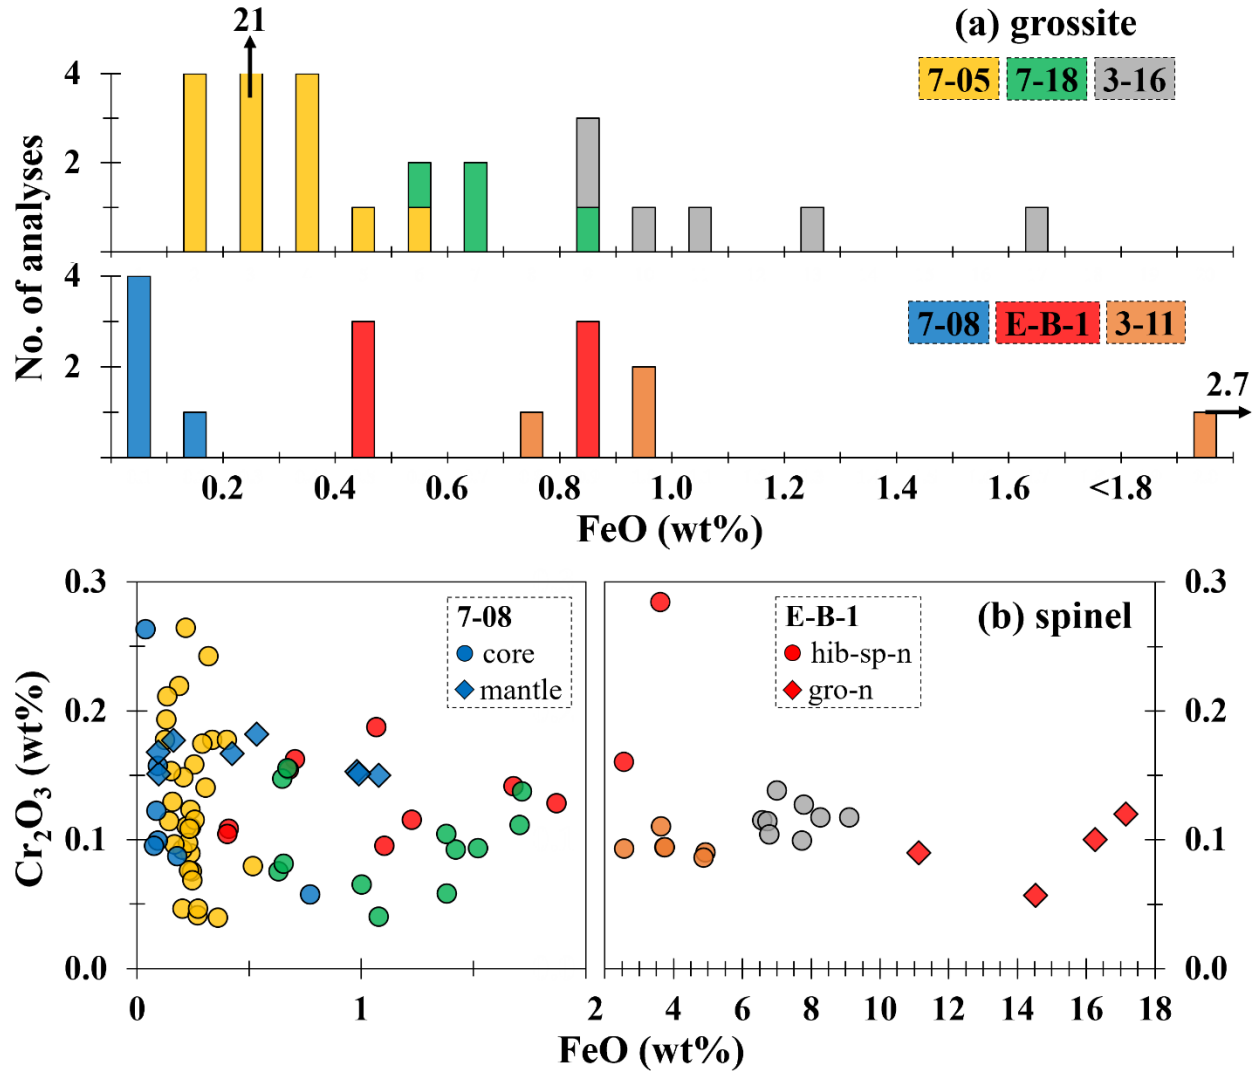 21
(a) grossite
4
7-05 7-18 3-16
2
No. of analyses
4
7-08 E-B-1 3-11
2
2.7
0.2 0.4 0.6 0.8 1.0 1.2 1.4 1.6 <1.8
FeO (wt%)
0.3 0.3
7-08
core
mantle
E-B-1
hib-sp-n
gro-n
(b) spinel
0.2 0.2
Cr₂O₃ (wt%)
0.1 0.1
0.0 0.0
0 1 2 4 6 8 10 12 14 16 18
FeO (wt%)